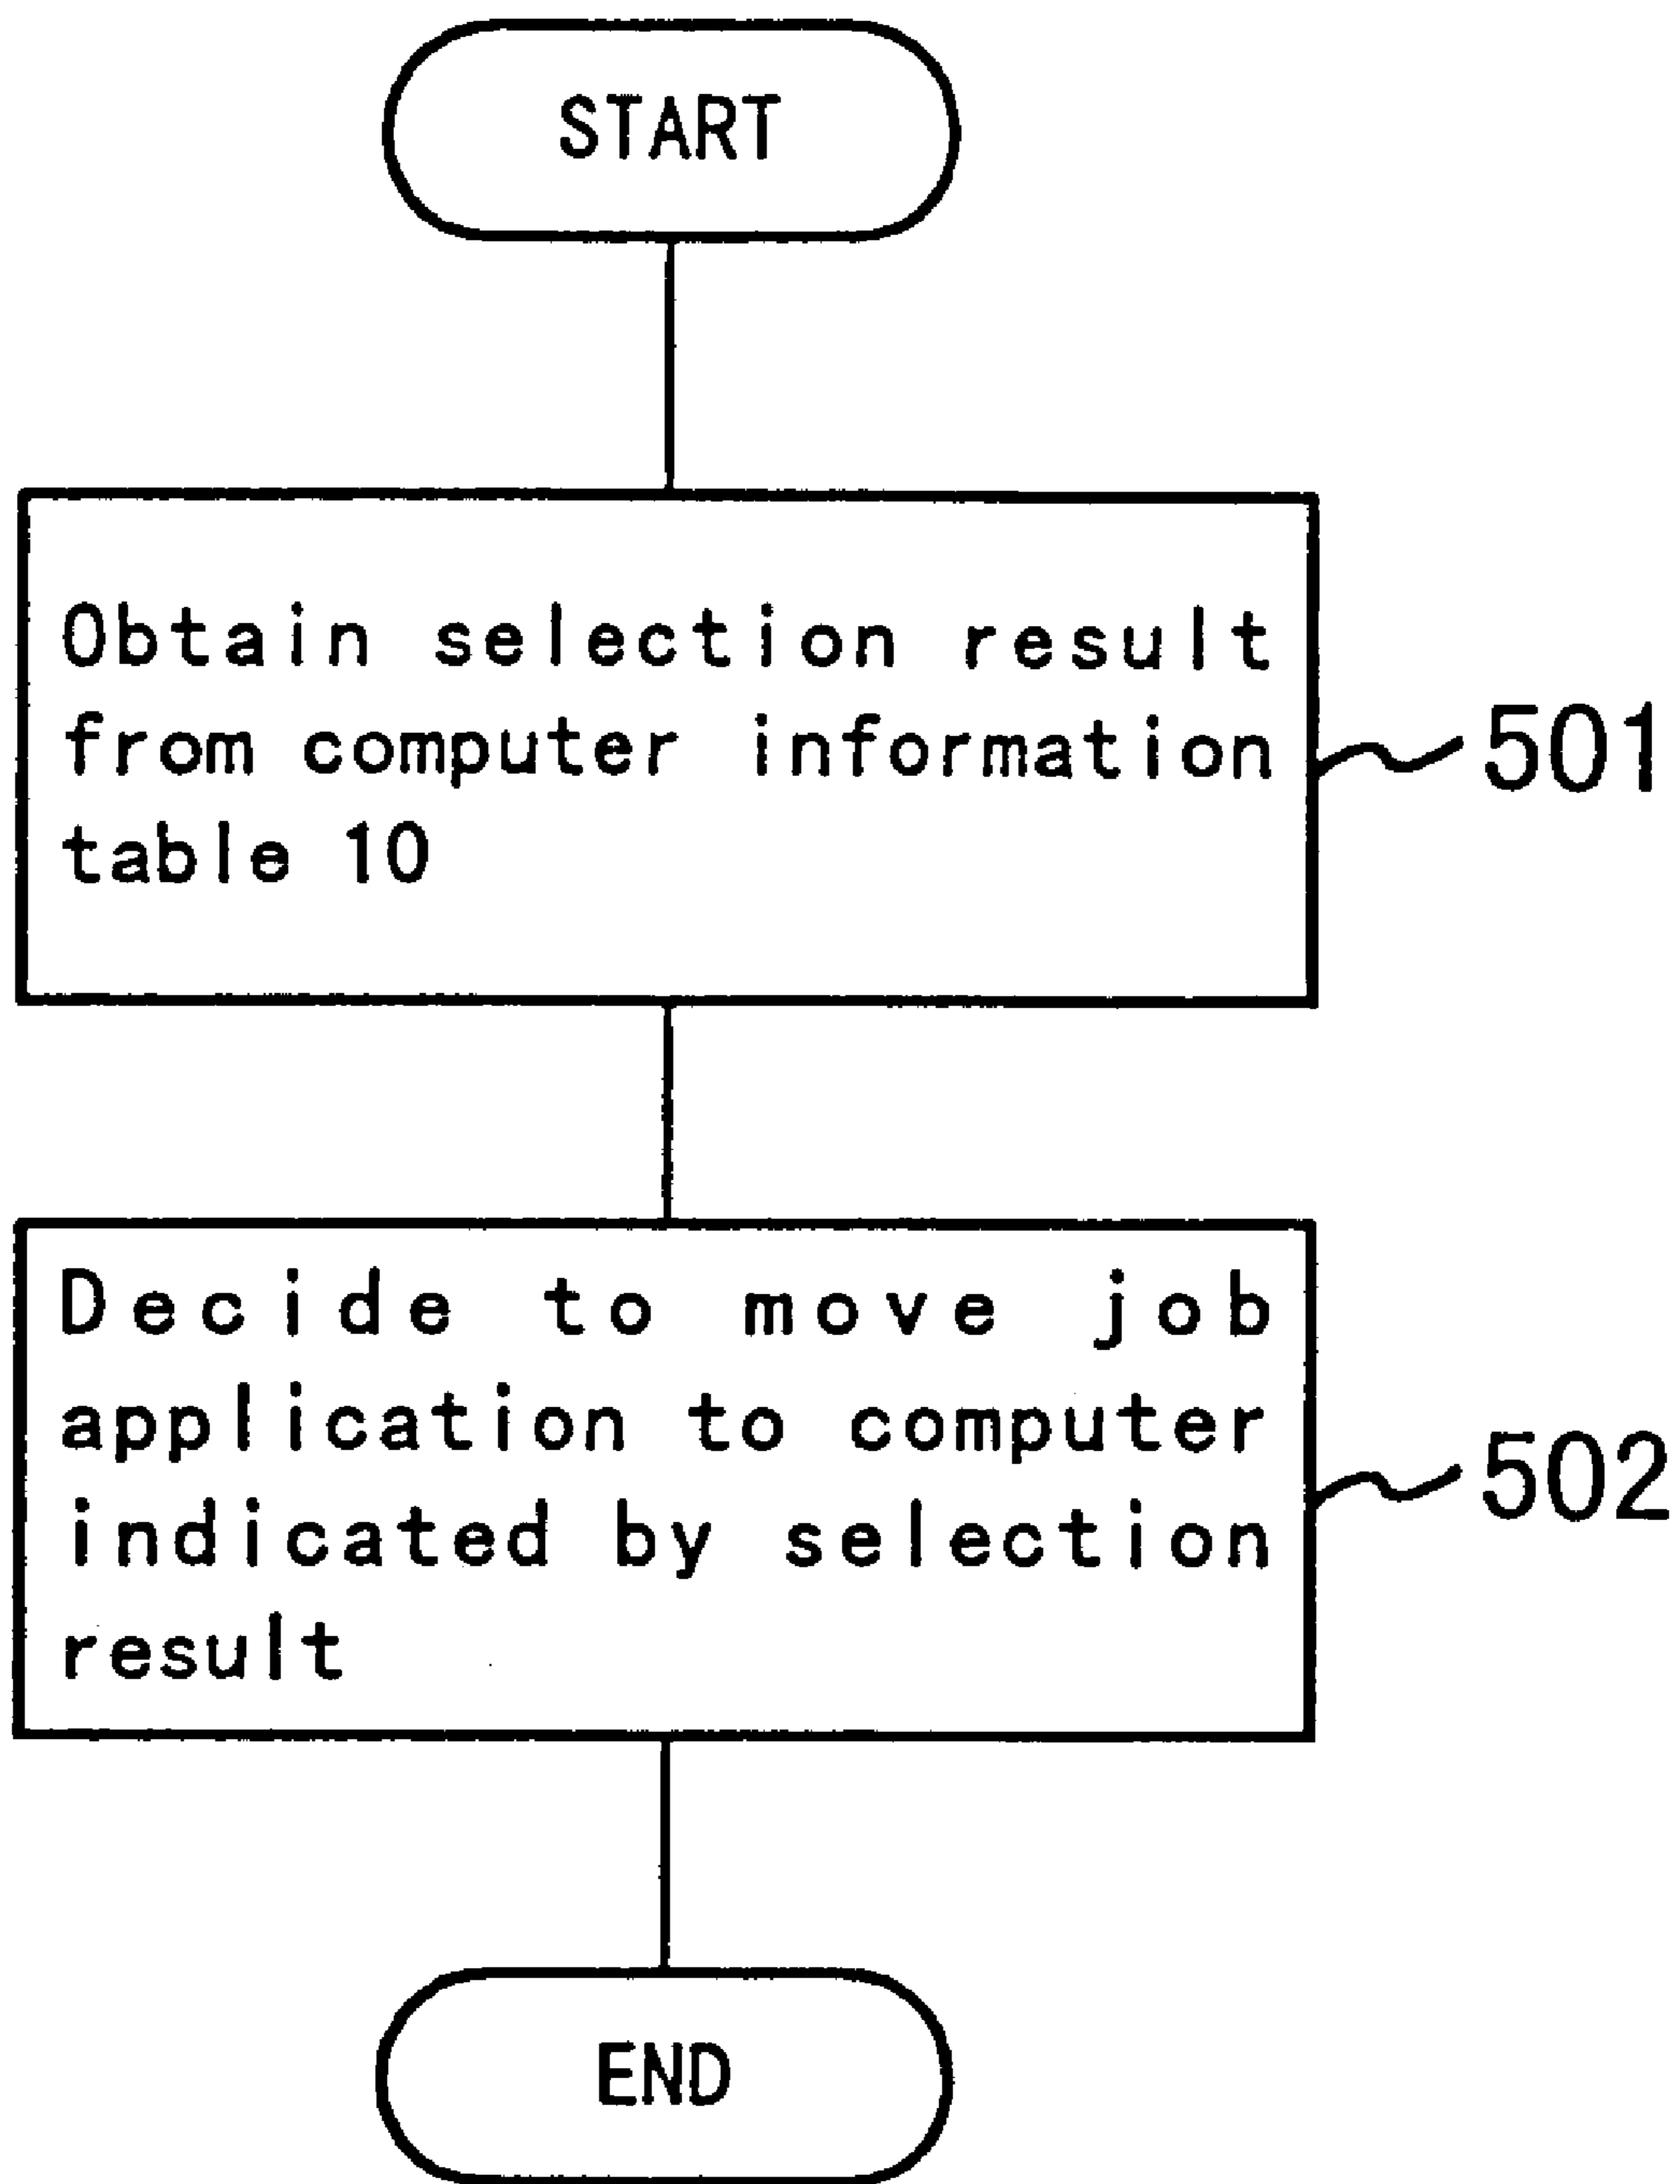 START
Obtain selection result
from computer information
table 10
501
Decide to move job
application to computer
indicated by selection
result
502
END